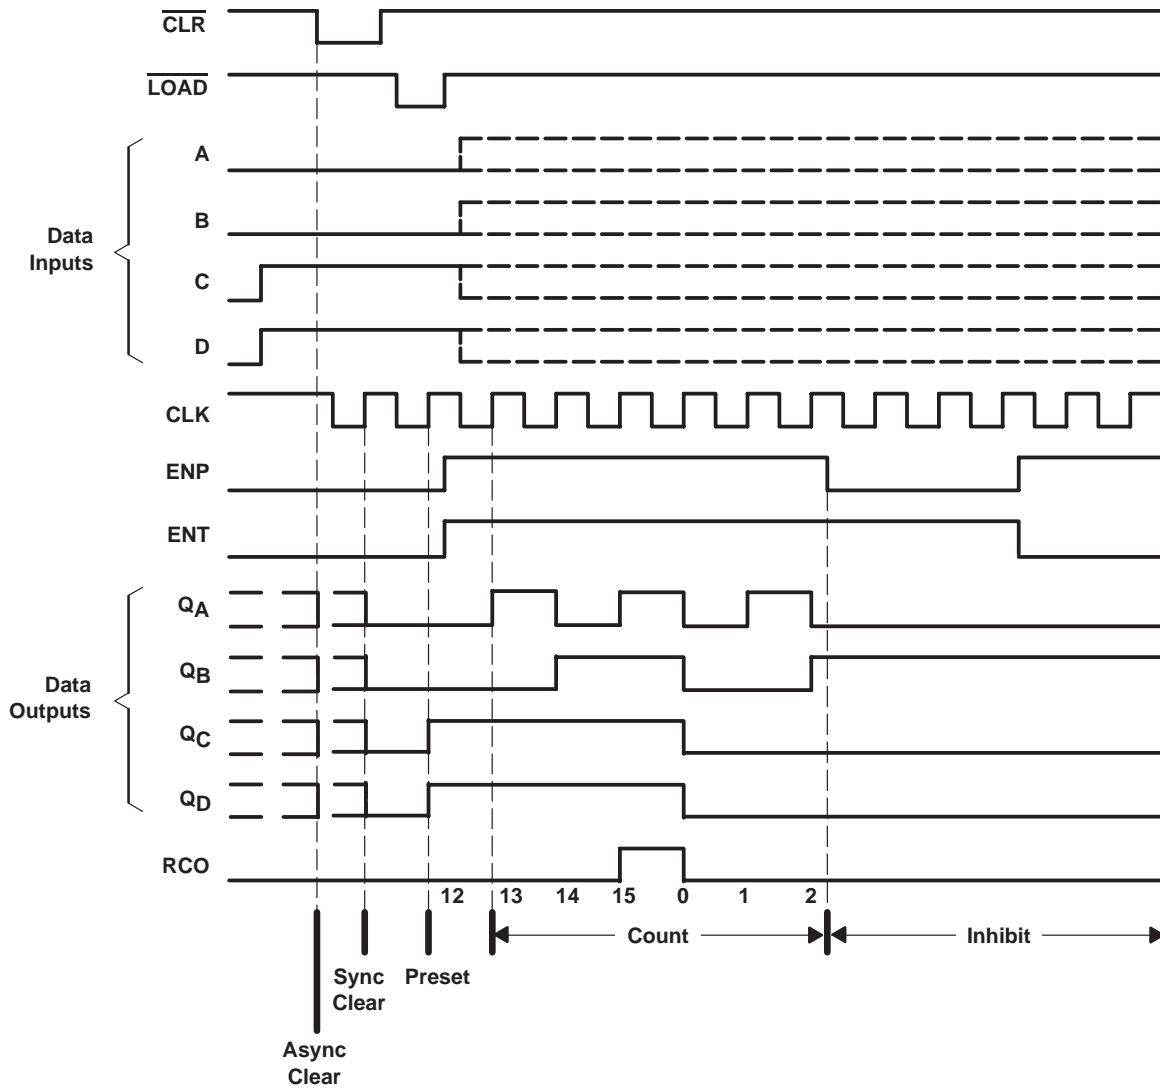 CLR
LOAD
A
B
Data
Inputs
C
D
CLK
ENP
ENT
QA
QB
Data
Outputs
QC
QD
RCO
12 13 14 15 0 1 2
Count Inhibit
Sync
Clear
Preset
Async
Clear